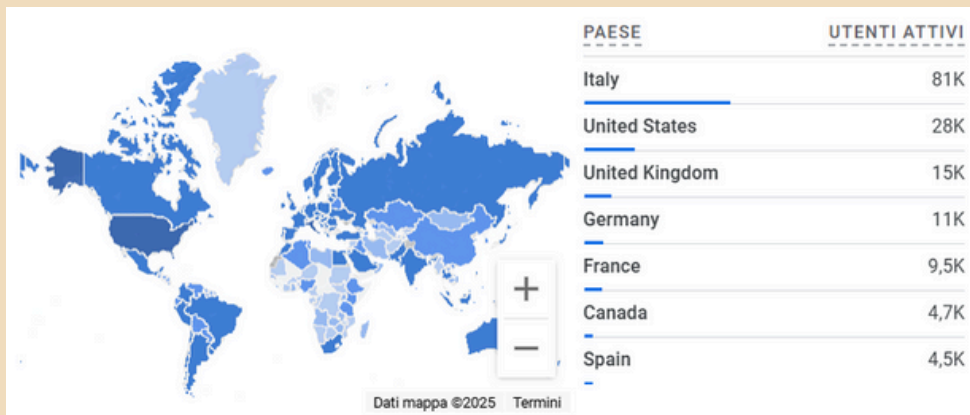 PAESE UTENTI ATTIVI
Italy 81K
United States 28K
United Kingdom 15K
Germany 11K
France 9,5K
Canada 4,7K
Spain 4,5K
Dati mappa ©2025 Termini